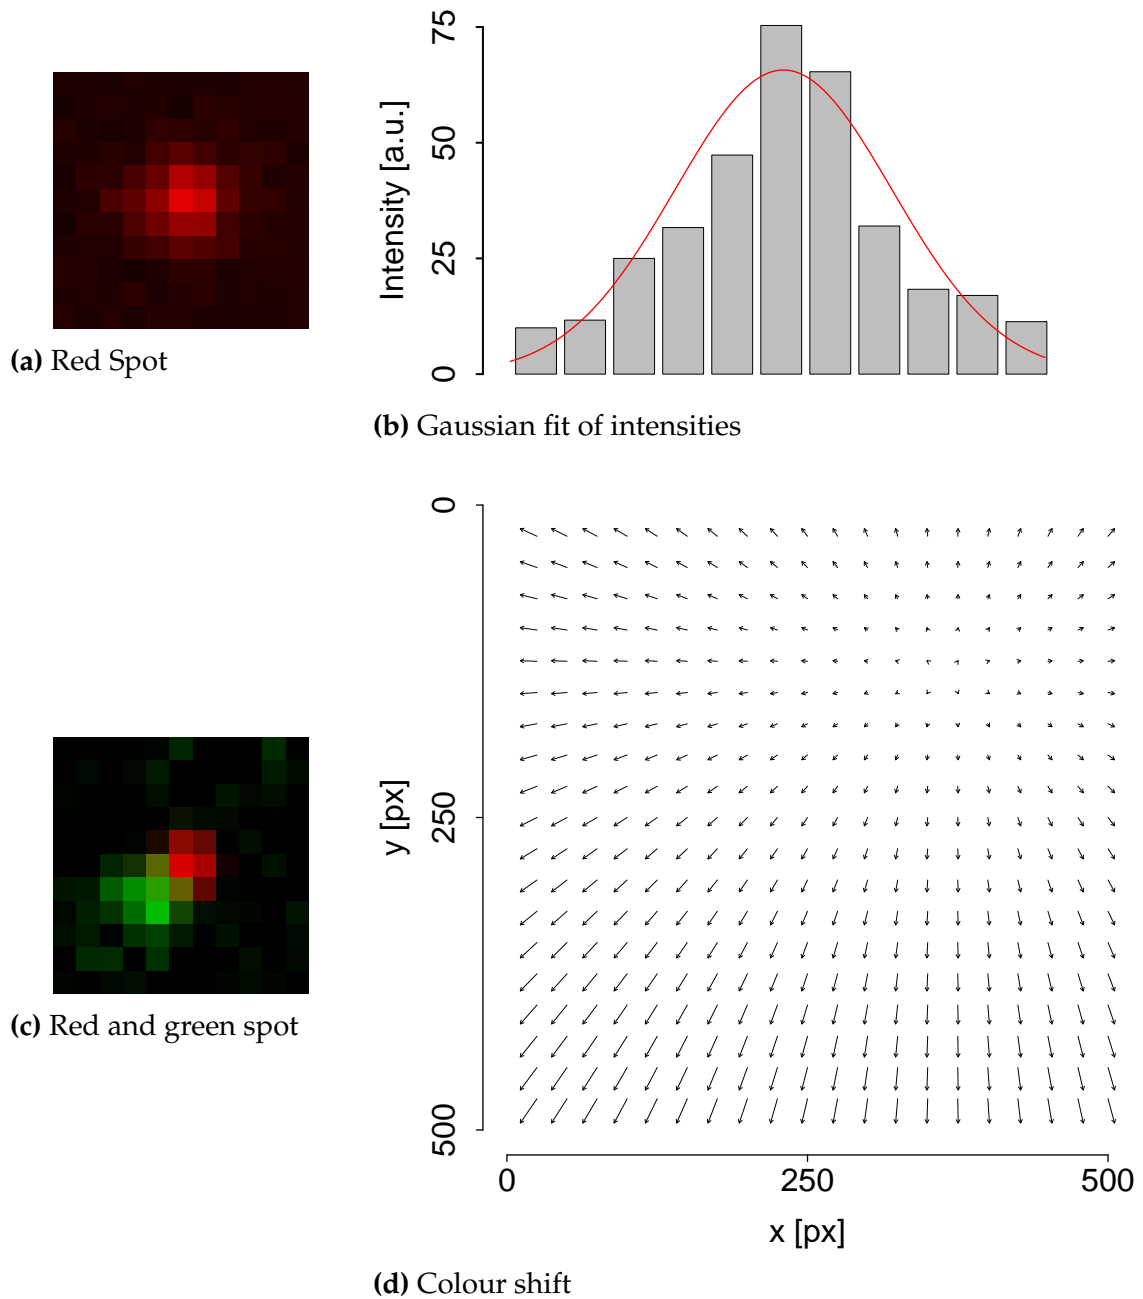 75
50
25
0
Intensity [a.u.]
(a) Red Spot
(b) Gaussian fit of intensities
0
250
500
y [px]
0 250 500
x [px]
(c) Red and green spot
(d) Colour shift